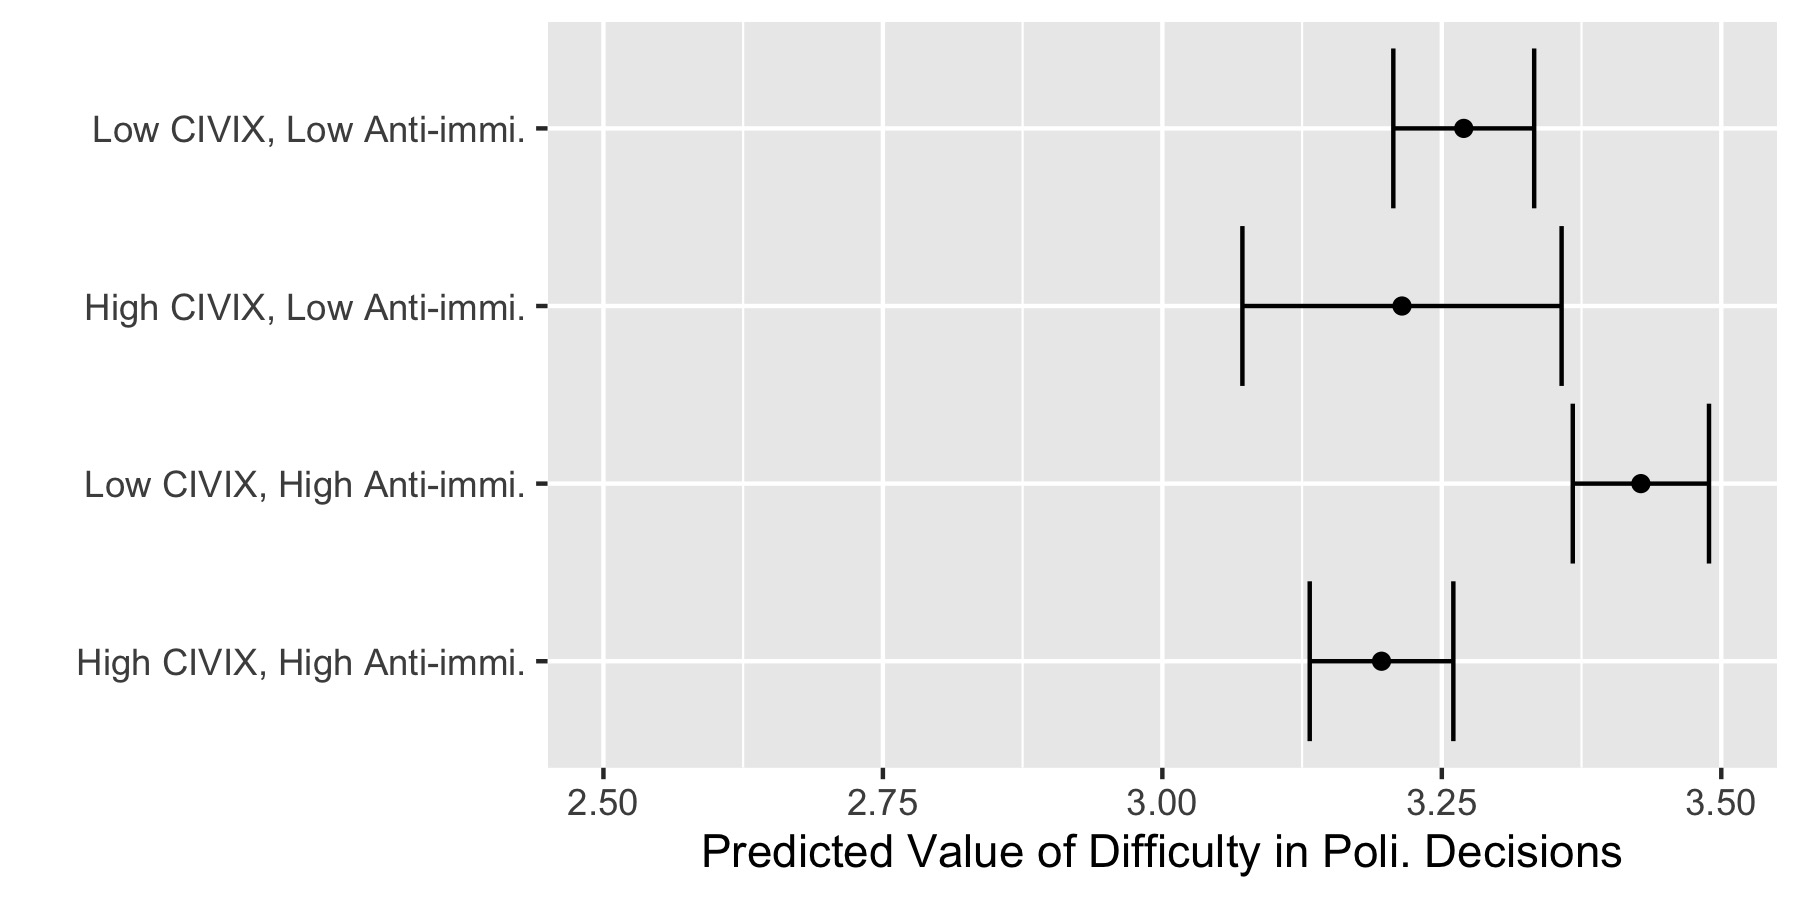 Low CIVIX, Low Anti-immi.
High CIVIX, Low Anti-immi.
Low CIVIX, High Anti-immi.
High CIVIX, High Anti-immi.
2.50 2.75 3.00 3.25 3.50
Predicted Value of Difficulty in Poli. Decisions